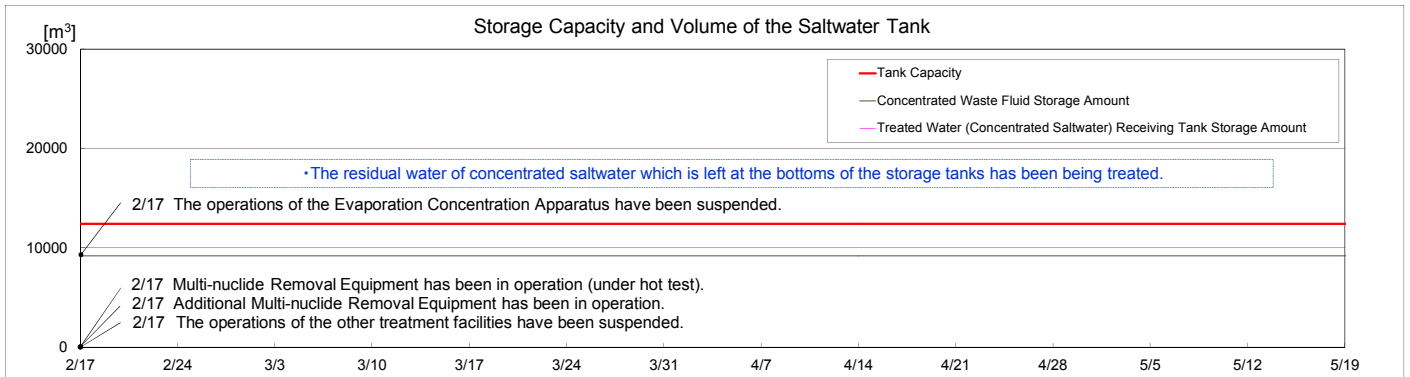 Storage Capacity and Volume of the Saltwater Tank
[m³]
30000
Tank Capacity
Concentrated Waste Fluid Storage Amount
Treated Water (Concentrated Saltwater) Receiving Tank Storage Amount
20000
・The residual water of concentrated saltwater which is left at the bottoms of the storage tanks has been being treated.
2/17 The operations of the Evaporation Concentration Apparatus have been suspended.
10000
2/17 Multi-nuclide Removal Equipment has been in operation (under hot test).
2/17 Additional Multi-nuclide Removal Equipment has been in operation.
2/17 The operations of the other treatment facilities have been suspended.
0
2/17 2/24 3/3 3/10 3/17 3/24 3/31 4/7 4/14 4/21 4/28 5/5 5/12 5/19